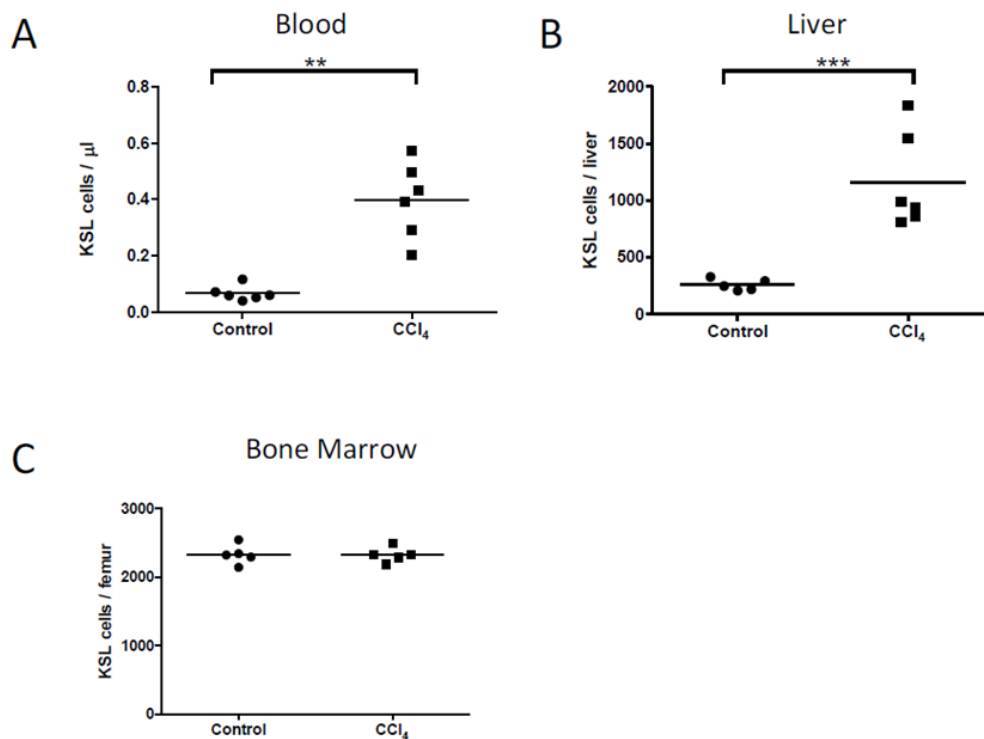 A
Blood
**
KSL cells / µl
0.8
0.6
0.4
0.2
0.0
Control
CCl₄
B
Liver
***
KSL cells / liver
2000
1500
1000
500
0
Control
CCl₄
C
Bone Marrow
KSL cells / femur
3000
2000
1000
0
Control
CCl₄